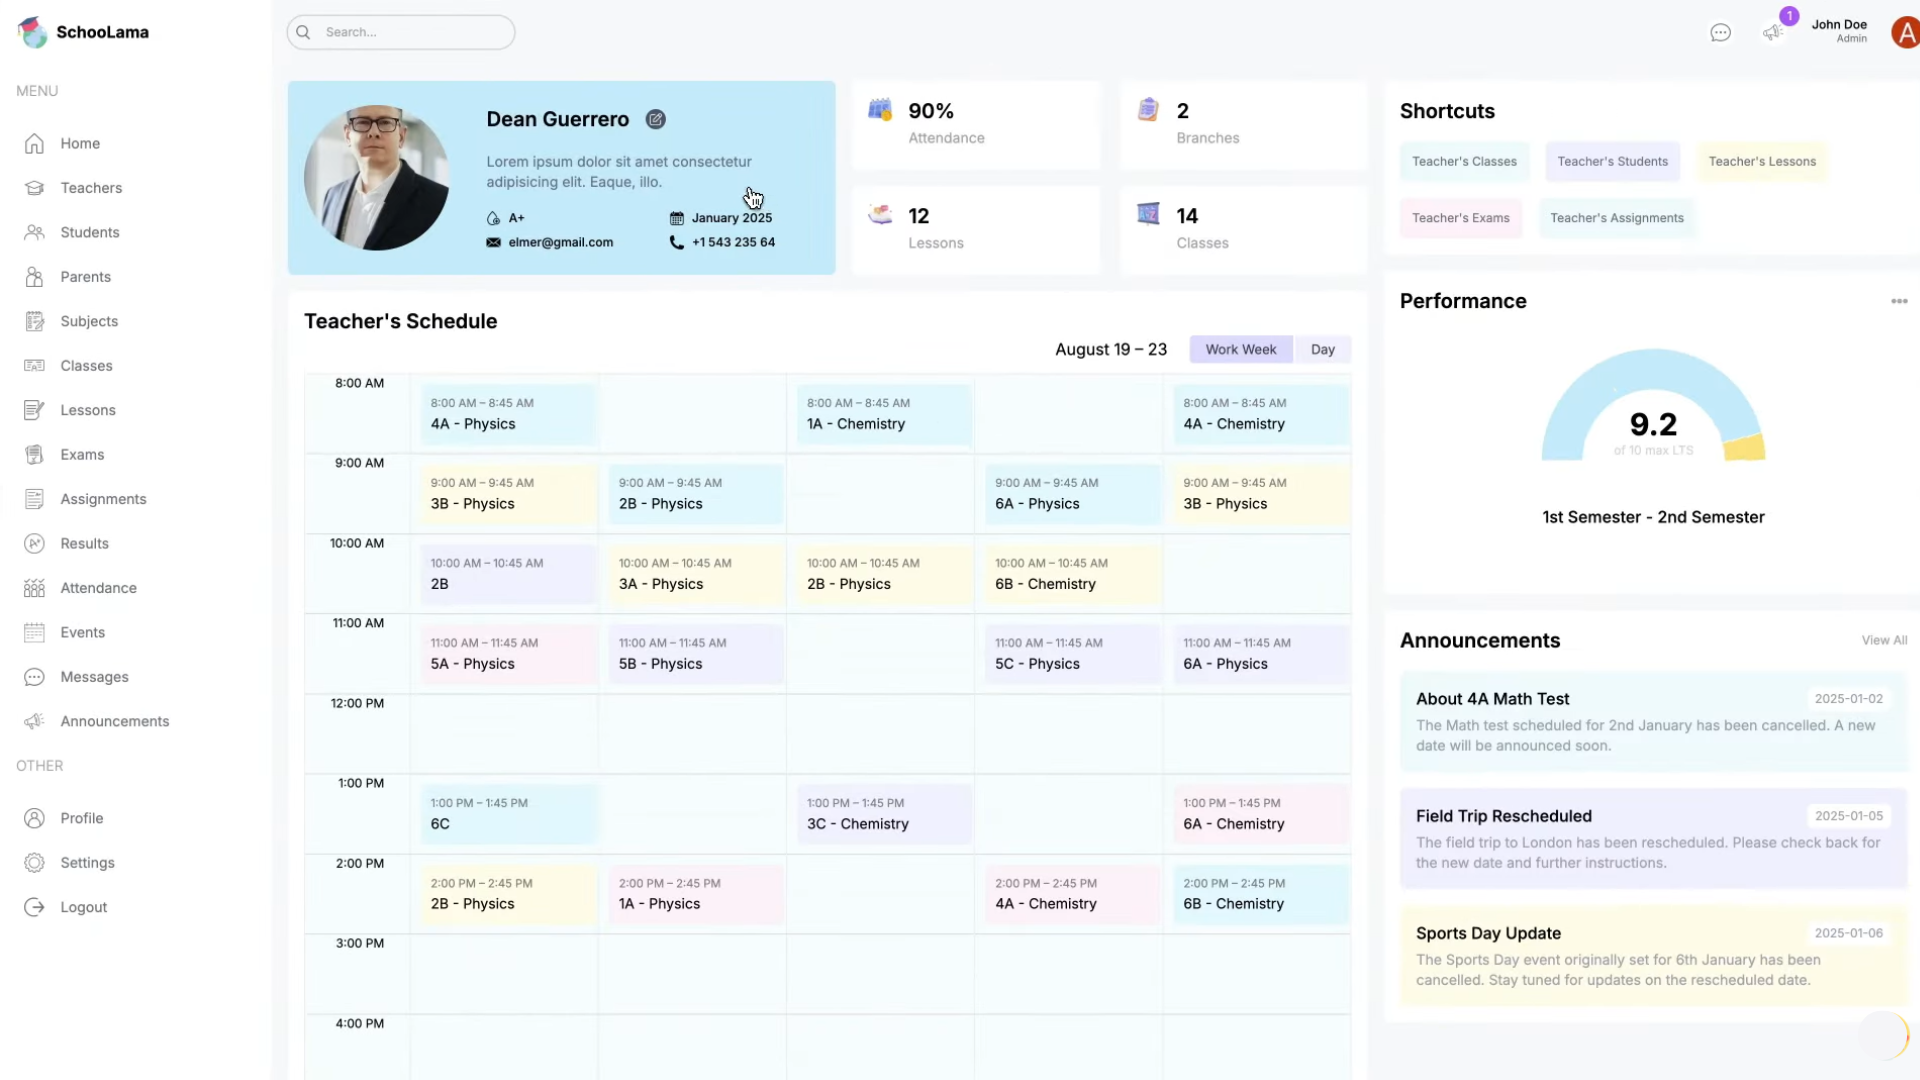 SchooLama
Search...
1
John Doe
Admin
A
MENU
Home
Teachers
Students
Parents
Subjects
Classes
Lessons
Exams
Assignments
Results
Attendance
Events
Messages
Announcements
OTHER
Profile
Settings
Logout
Dean Guerrero
Lorem ipsum dolor sit amet consectetur
adipisicing elit. Eaque, illo.
A+
January 2025
elmer@gmail.com
+1 543 235 64
90%
Attendance
2
Branches
12
Lessons
14
Classes
Teacher's Schedule
August 19 – 23
Work Week
Day
8:00 AM
8:00 AM – 8:45 AM
4A - Physics
8:00 AM – 8:45 AM
1A - Chemistry
8:00 AM – 8:45 AM
4A - Chemistry
9:00 AM
9:00 AM – 9:45 AM
3B - Physics
9:00 AM – 9:45 AM
2B - Physics
9:00 AM – 9:45 AM
6A - Physics
9:00 AM – 9:45 AM
3B - Physics
10:00 AM
10:00 AM – 10:45 AM
2B
10:00 AM – 10:45 AM
3A - Physics
10:00 AM – 10:45 AM
2B - Physics
10:00 AM – 10:45 AM
6B - Chemistry
11:00 AM
11:00 AM – 11:45 AM
5A - Physics
11:00 AM – 11:45 AM
5B - Physics
11:00 AM – 11:45 AM
5C - Physics
11:00 AM – 11:45 AM
6A - Physics
12:00 PM
1:00 PM
1:00 PM – 1:45 PM
6C
1:00 PM – 1:45 PM
3C - Chemistry
1:00 PM – 1:45 PM
6A - Chemistry
2:00 PM
2:00 PM – 2:45 PM
2B - Physics
2:00 PM – 2:45 PM
1A - Physics
2:00 PM – 2:45 PM
4A - Chemistry
2:00 PM – 2:45 PM
6B - Chemistry
3:00 PM
4:00 PM
Shortcuts
Teacher's Classes
Teacher's Students
Teacher's Lessons
Teacher's Exams
Teacher's Assignments
Performance
9.2
of 10 max LTS
1st Semester - 2nd Semester
Announcements
View All
About 4A Math Test
2025-01-02
The Math test scheduled for 2nd January has been cancelled. A new
date will be announced soon.
Field Trip Rescheduled
2025-01-05
The field trip to London has been rescheduled. Please check back for
the new date and further instructions.
Sports Day Update
2025-01-06
The Sports Day event originally set for 6th January has been
cancelled. Stay tuned for updates on the rescheduled date.